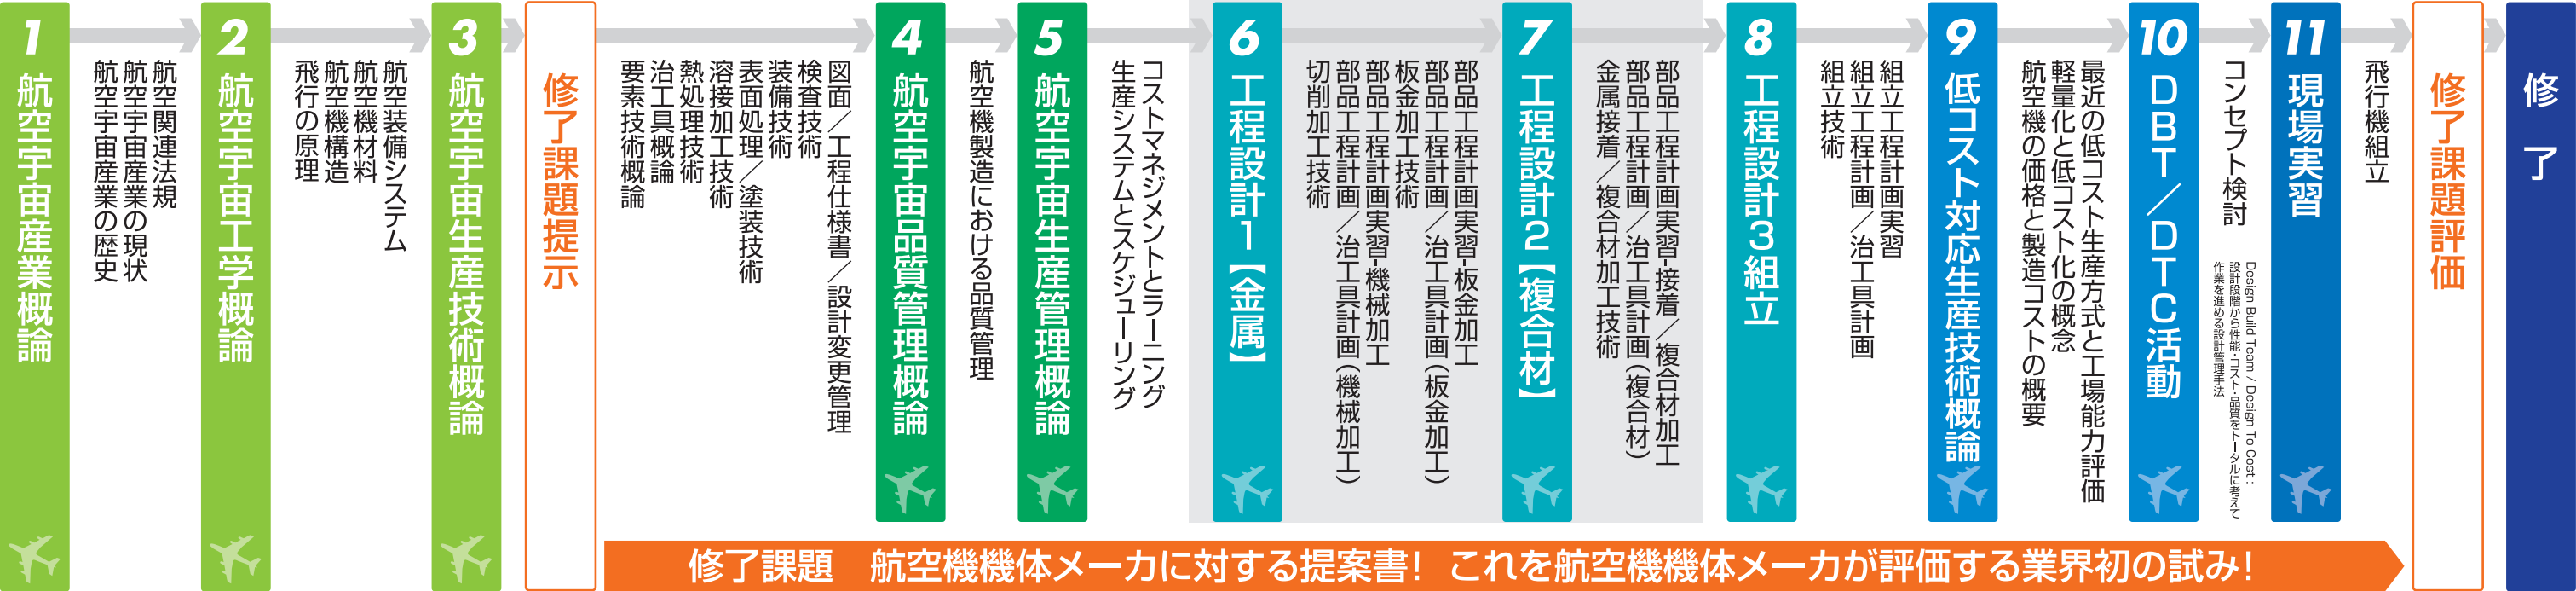 1 航空宇宙産業概論
航空宇宙産業の歴史
航空宇宙産業の現状
航空関連法規
2 航空宇宙工学概論
飛行の原理
航空機構造
航空機材料
航空装備システム
3 航空宇宙生産技術概論
修了課題提示
要素技術概論
治工具概論
熱処理技術
溶接加工技術
表面処理／塗装技術
装備技術
検査技術
図面／工程仕様書／設計変更管理
4 航空宇宙品質管理概論
航空機製造における品質管理
5 航空宇宙生産管理概論
生産システムとスケジューリング
コストマネジメントとラーニング
6 工程設計1【金属】
切削加工技術
部品工程計画／治工具計画（機械加工）
部品工程計画実習-機械加工
板金加工技術
部品工程計画／治工具計画（板金加工）
部品工程計画実習-板金加工
7 工程設計2【複合材】
金属接着／複合材加工技術
部品工程計画／治工具計画（複合材）
部品工程計画実習-接着／複合材加工
8 工程設計3組立
組立技術
組立工程計画／治工具計画
組立工程計画実習
9 低コスト対応生産技術概論
航空機の価格と製造コストの概要
軽量化と低コスト化の概念
最近の低コスト生産方式と工場能力評価
10 DBT／DTC活動
コンセプト検討
Design Build Team / Design To Cost :
設計段階から性能・コスト・品質をトータルに考えて
作業を進める設計管理手法
11 現場実習
飛行機組立
修了課題評価
修了
修了課題　航空機機体メーカに対する提案書！これを航空機機体メーカが評価する業界初の試み！